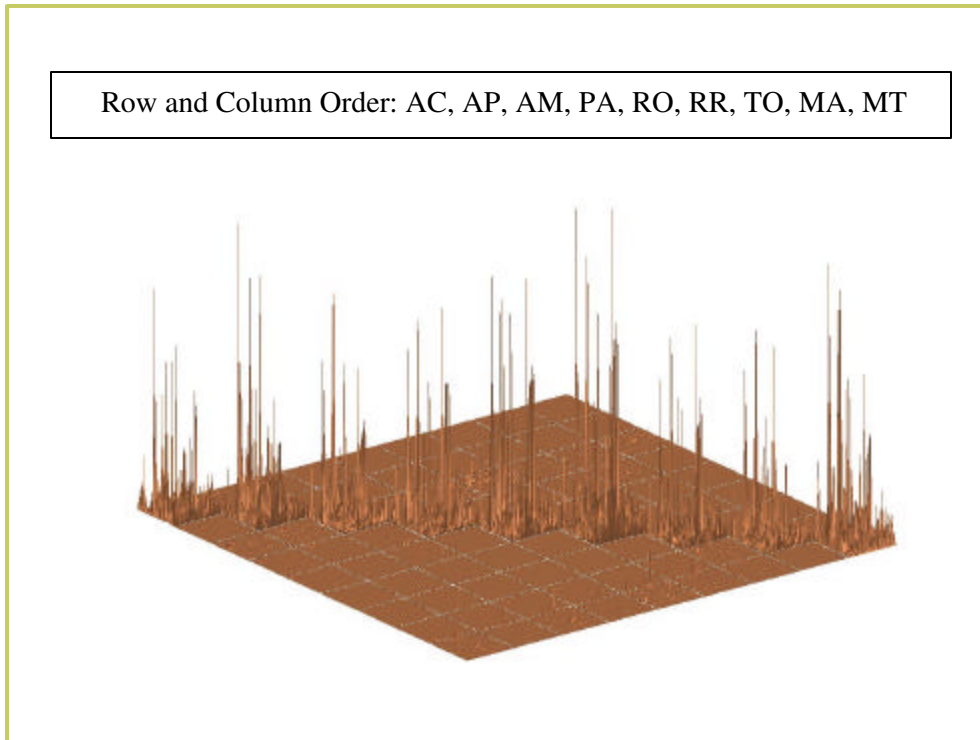 Row and Column Order: AC, AP, AM, PA, RO, RR, TO, MA, MT